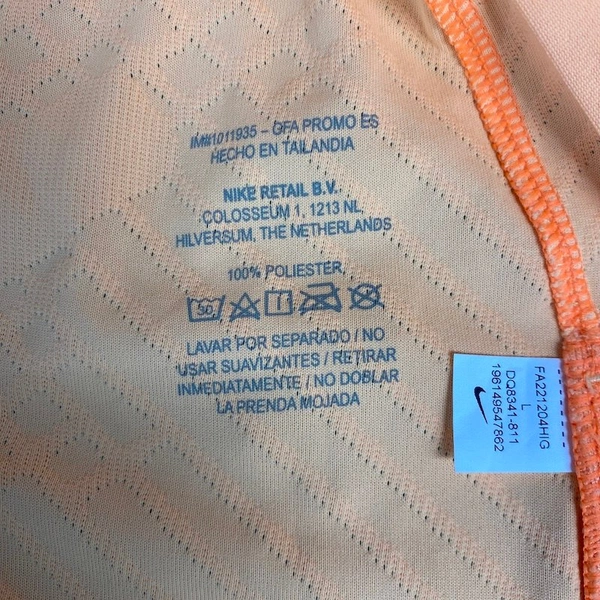 IM#1011935 – OFA PROMO ES
HECHO EN TAILANDIA
NIKE RETAIL B.V.
COLOSSEUM 1, 1213 NL,
HILVERSUM, THE NETHERLANDS
100% POLIESTER,
LAVAR POR SEPARADO / NO
USAR SUAVIZANTES / RETIRAR
INMEDIATAMENTE / NO DOBLAR
LA PRENDA MOJADA
FA221204HIG
L
DQ8341-811
196149547862